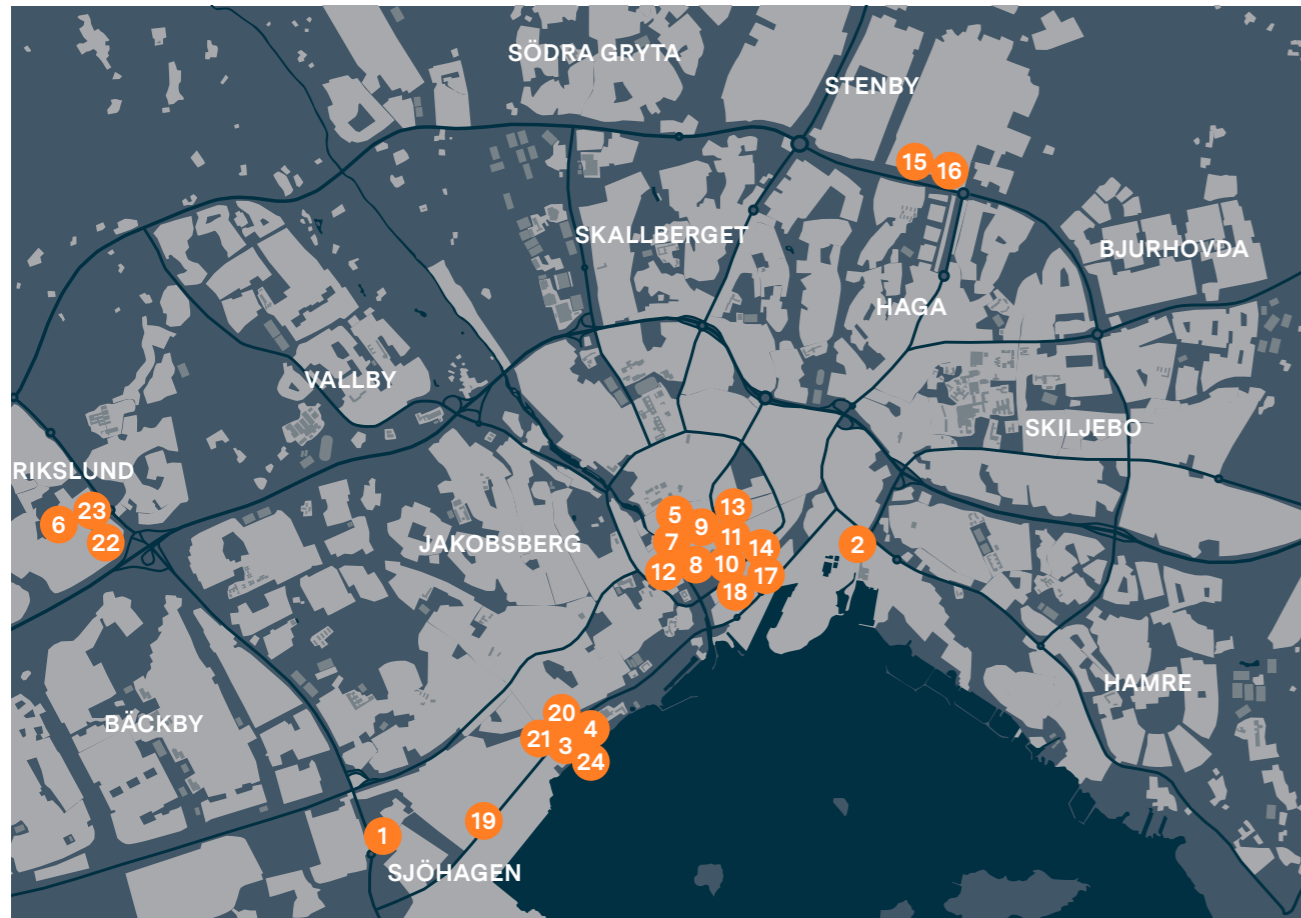 SÖDRA GRYTA
STENBY
15
16
SKALLBERGET
BJURHOVDA
HAGA
VALLBY
SKILJEBO
RIKSLUND
23
6
22
JAKOBSBERG
5
13
9
7
11
14
2
12
8
10
17
18
HAMRE
BÄCKBY
20
4
21
3
24
19
1
SJÖHAGEN